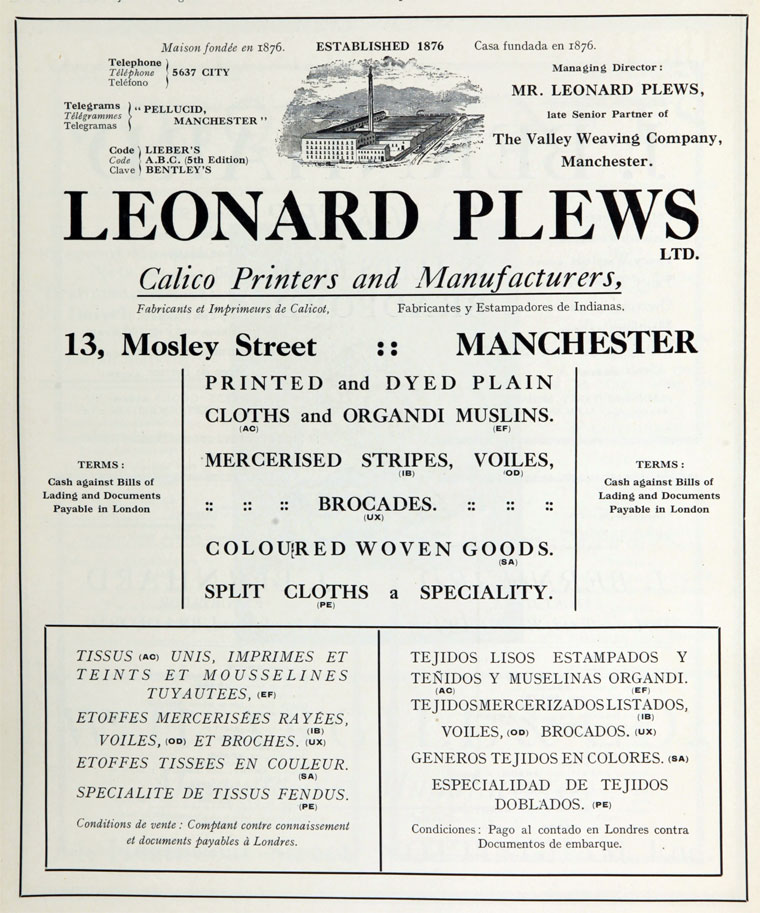 Maison fondée en 1876. ESTABLISHED 1876 Casa fundada en 1876.
Telephone
Téléphone
Teléfono
5637 CITY
Telegrams
Télégrammes
Telegramas
"PELLUCID,
MANCHESTER"
Code LIEBER'S
Code A.B.C. (5th Edition)
Clave BENTLEY'S
Managing Director:
MR. LEONARD PLEWS,
late Senior Partner of
The Valley Weaving Company,
Manchester.
LEONARD PLEWS
LTD.
Calico Printers and Manufacturers,
Fabricants et Imprimeurs de Calicot, Fabricantes y Estampadores de Indianas.
13, Mosley Street :: MANCHESTER
PRINTED and DYED PLAIN
CLOTHS and ORGANDI MUSLINS.
(AC) (EF)
MERCERISED STRIPES, VOILES,
(IB) (OD)
:: :: :: BROCADES. :: :: ::
(UX)
COLOURED WOVEN GOODS.
(SA)
SPLIT CLOTHS a SPECIALITY.
(PE)
TERMS:
Cash against Bills of
Lading and Documents
Payable in London
TERMS:
Cash against Bills of
Lading and Documents
Payable in London
TISSUS (AC) UNIS, IMPRIMES ET
TEINTS ET MOUSSELINES
TUYAUTEES, (EF)
ETOFFES MERCERISÉES RAYÉES,
(IB)
VOILES, (OD) ET BROCHES. (UX)
ETOFFES TISSEES EN COULEUR.
(SA)
SPECIALITE DE TISSUS FENDUS.
(PE)
Conditions de vente: Comptant contre connaissement
et documents payables à Londres.
TEJIDOS LISOS ESTAMPADOS Y
TEÑIDOS Y MUSELINAS ORGANDI.
(AC) (EF)
TEJIDOS MERCERIZADOS LISTADOS,
(IB)
VOILES, (OD) BROCADOS. (UX)
GENEROS TEJIDOS EN COLORES. (SA)
ESPECIALIDAD DE TEJIDOS
DOBLADOS. (PE)
Condiciones: Pago al contado en Londres contra
Documentos de embarque.